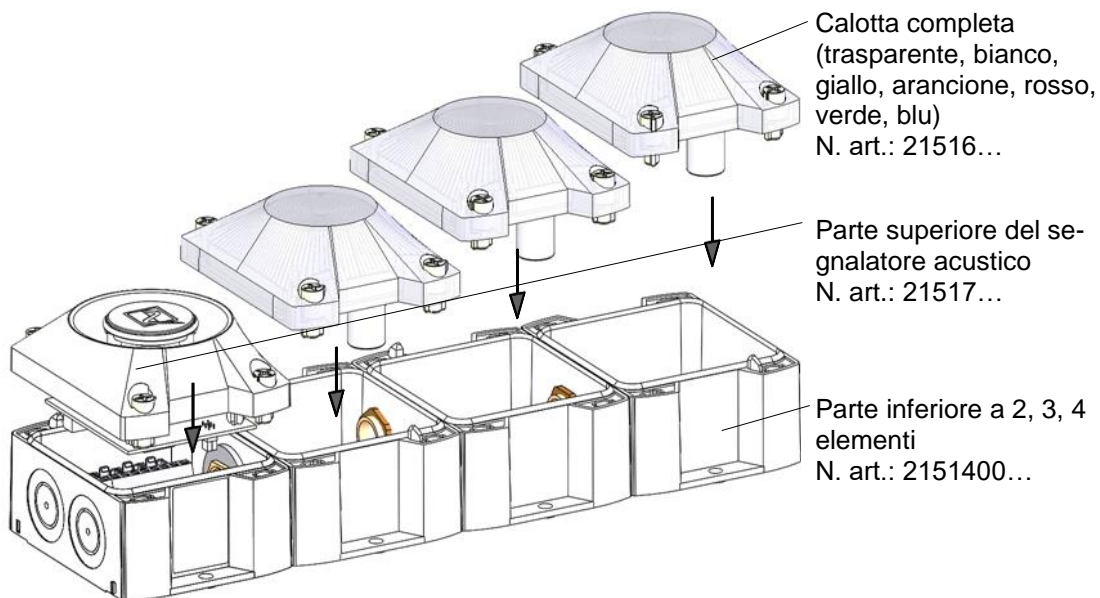 Calotta completa
(trasparente, bianco,
giallo, arancione, rosso,
verde, blu)
N. art.: 21516…
Parte superiore del se-
gnalatore acustico
N. art.: 21517…
Parte inferiore a 2, 3, 4
elementi
N. art.: 2151400…